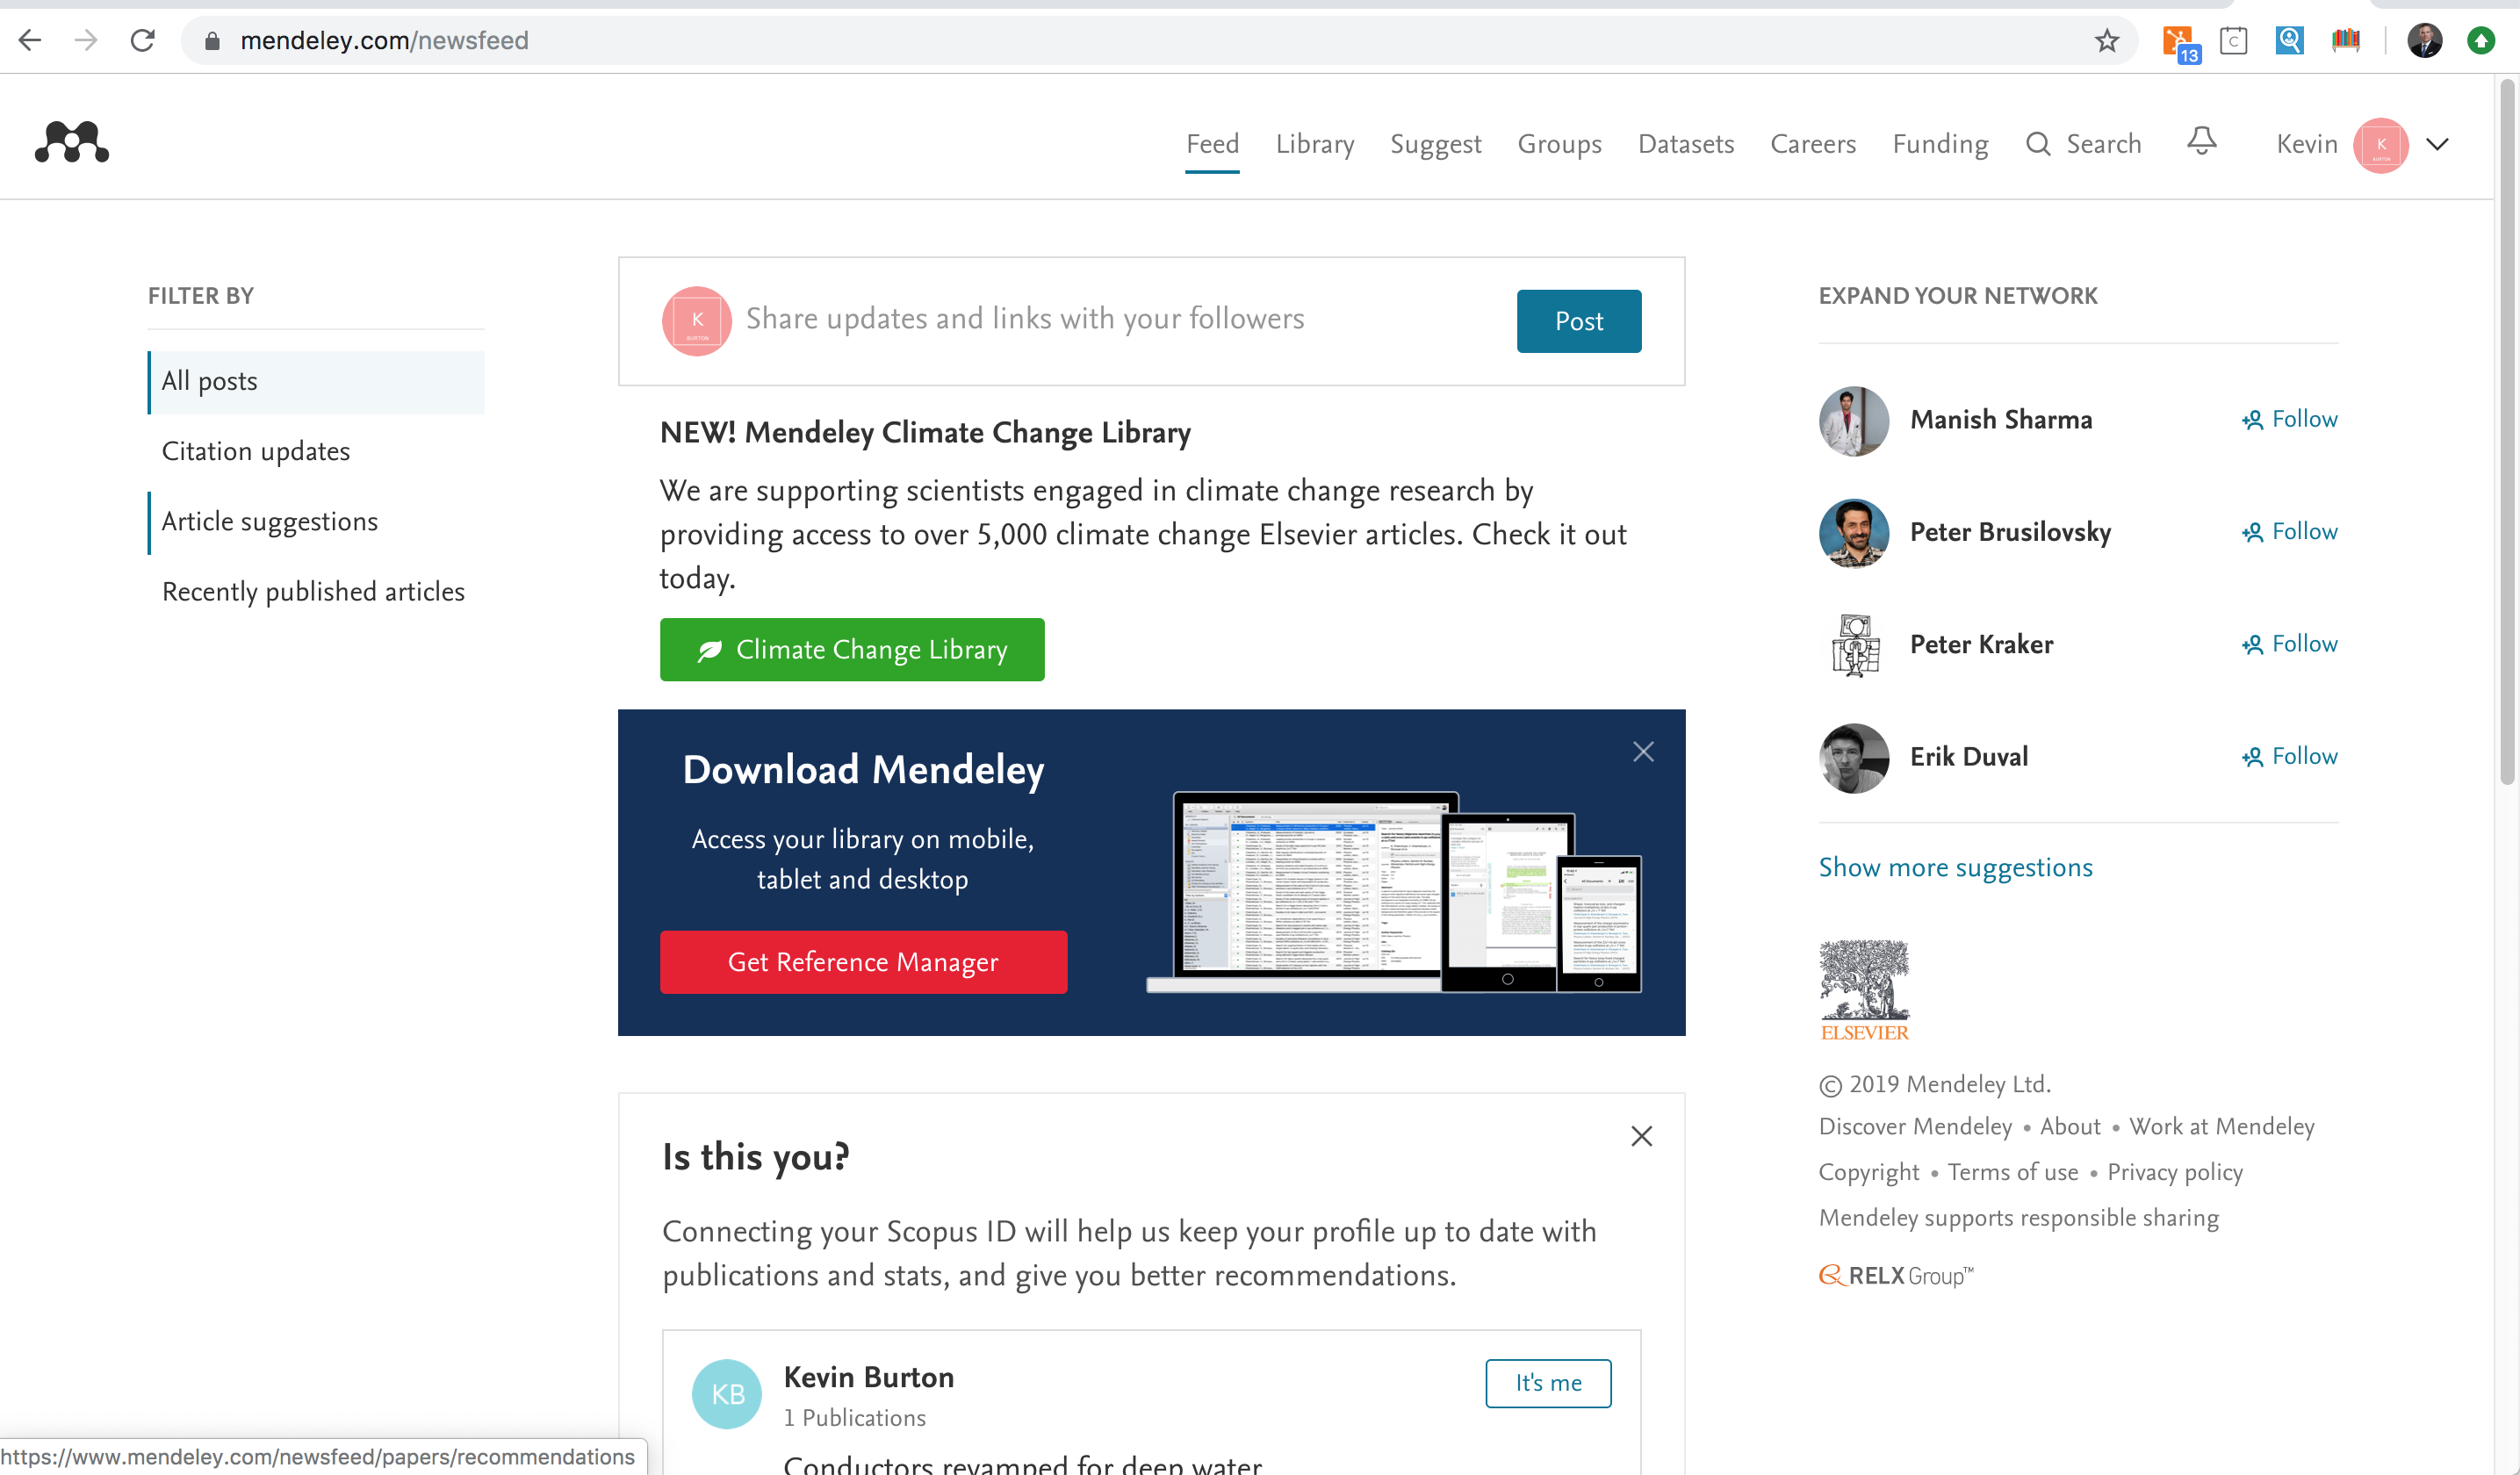 mendeley.com/newsfeed
13
C
Feed
Library
Suggest
Groups
Datasets
Careers
Funding
Search
Kevin
K
BURTON
FILTER BY
All posts
Citation updates
Article suggestions
Recently published articles
K
BURTON
Share updates and links with your followers
Post
NEW! Mendeley Climate Change Library
We are supporting scientists engaged in climate change research by
providing access to over 5,000 climate change Elsevier articles. Check it out
today.
Climate Change Library
Download Mendeley
Access your library on mobile,
tablet and desktop
Get Reference Manager
Is this you?
Connecting your Scopus ID will help us keep your profile up to date with
publications and stats, and give you better recommendations.
KB
Kevin Burton
1 Publications
It's me
Conductors revamped for deep water
EXPAND YOUR NETWORK
Manish Sharma
Follow
Peter Brusilovsky
Follow
Peter Kraker
Follow
Erik Duval
Follow
Show more suggestions
ELSEVIER
© 2019 Mendeley Ltd.
Discover Mendeley • About • Work at Mendeley
Copyright • Terms of use • Privacy policy
Mendeley supports responsible sharing
RELX Group™
https://www.mendeley.com/newsfeed/papers/recommendations